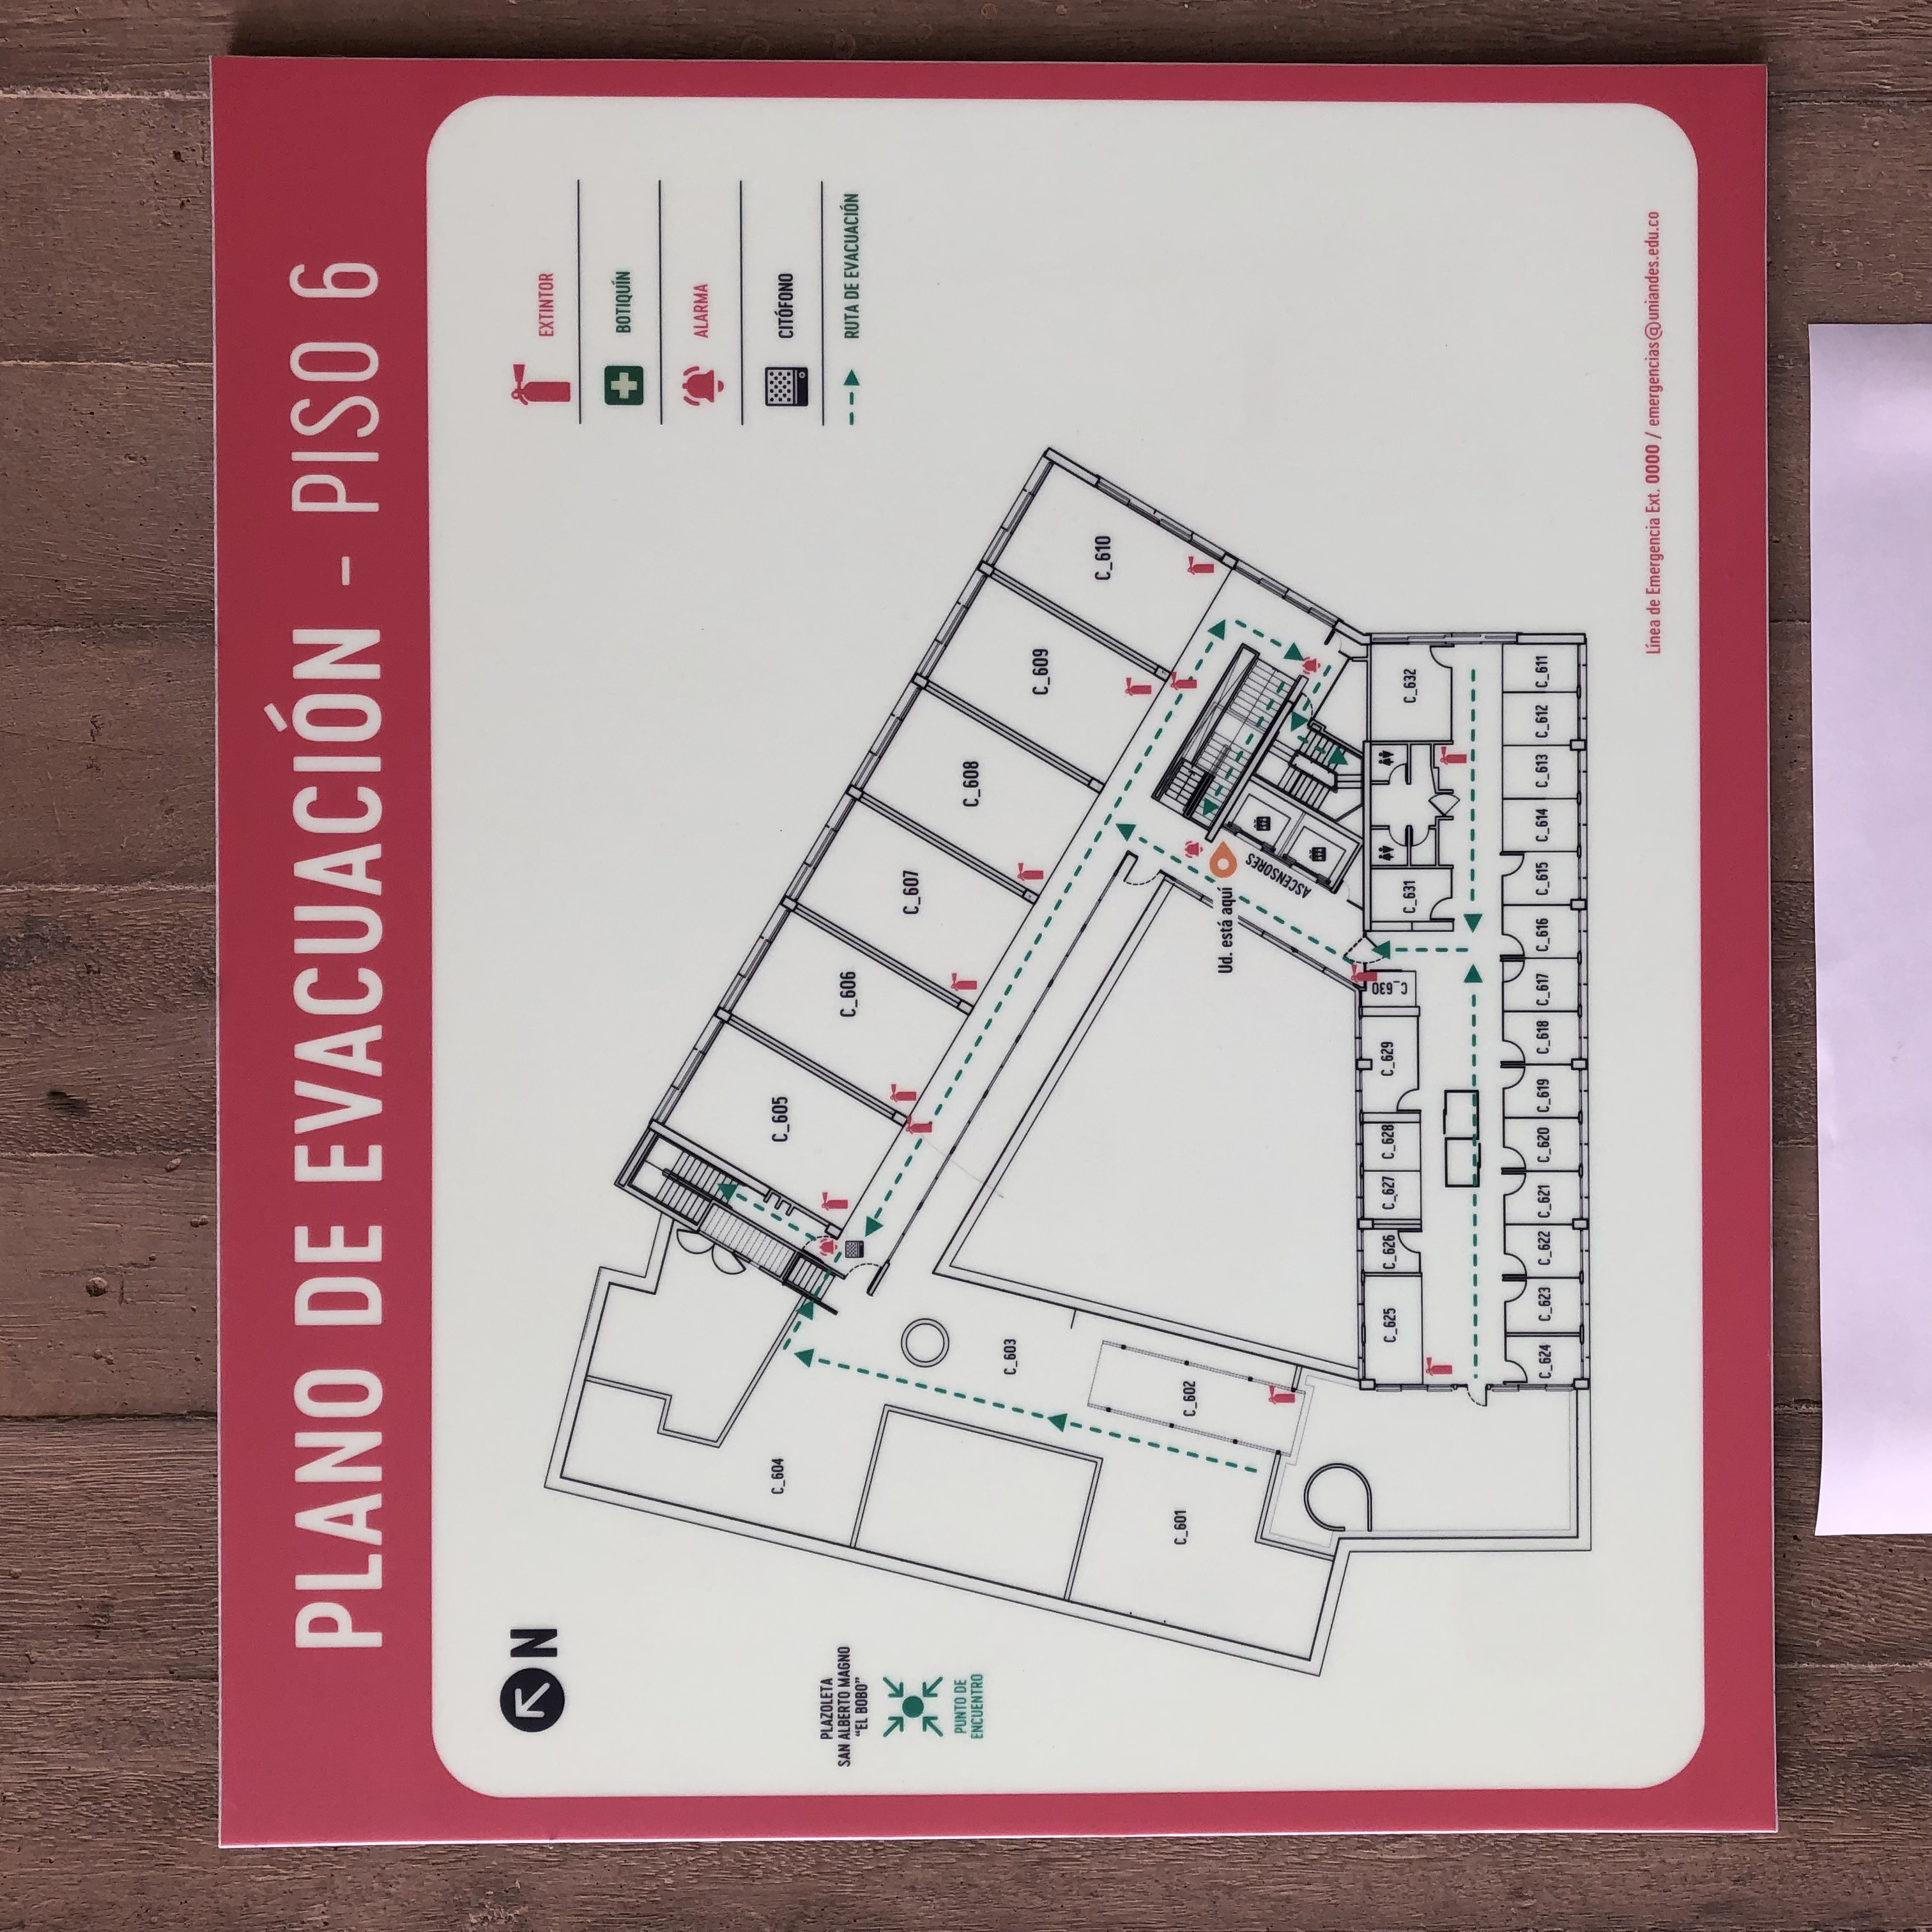 PLANO DE EVACUACIÓN - PISO 6
N
EXTINTOR
BOTIQUÍN
ALARMA
CITÓFONO
RUTA DE EVACUACIÓN
PLAZOLETA
SAN ALBERTO MAGNO
"EL BOBO"
PUNTO DE
ENCUENTRO
C_604
C_605
C_606
C_607
C_608
C_609
C_610
C_603
C_601
C_602
Ud. está aquí
ASCENSORES
C_625
C_626
C_627
C_628
C_629
C_630
C_631
C_632
C_624
C_623
C_622
C_621
C_620
C_619
C_618
C_617
C_616
C_615
C_614
C_613
C_612
C_611
Línea de Emergencia Ext. 0000 / emergencias@uniandes.edu.co